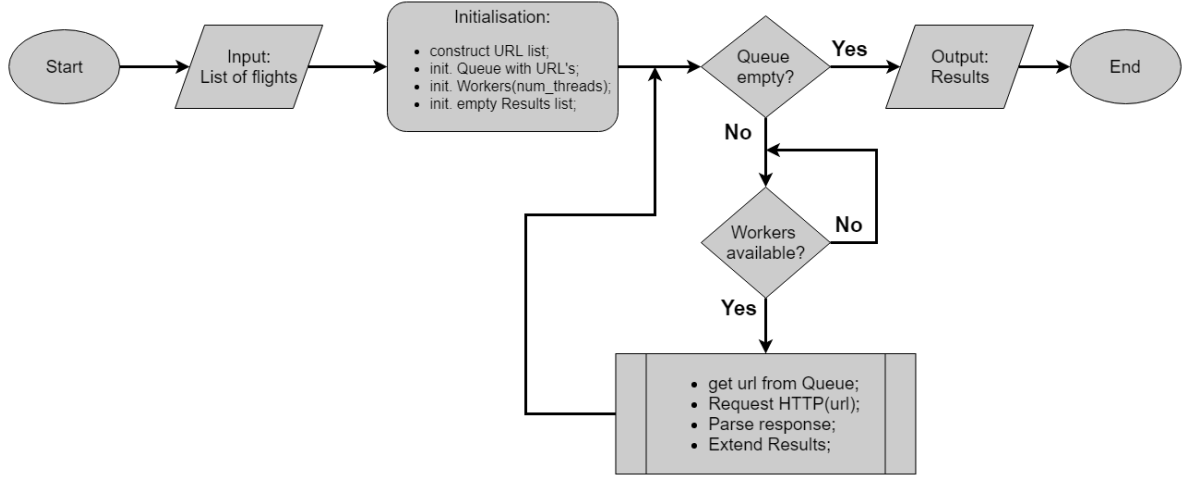 Start
Input:
List of flights
Initialisation:
• construct URL list;
• init. Queue with URL's;
• init. Workers(num_threads);
• init. empty Results list;
Queue
empty?
Yes
Output:
Results
End
No
Workers
available?
No
Yes
• get url from Queue;
• Request HTTP(url);
• Parse response;
• Extend Results;